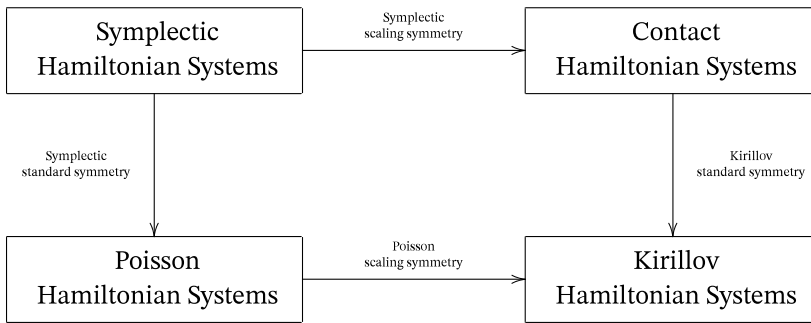 Symplectic
Hamiltonian Systems
Symplectic
scaling symmetry
Contact
Hamiltonian Systems
Symplectic
standard symmetry
Kirillov
standard symmetry
Poisson
Hamiltonian Systems
Poisson
scaling symmetry
Kirillov
Hamiltonian Systems